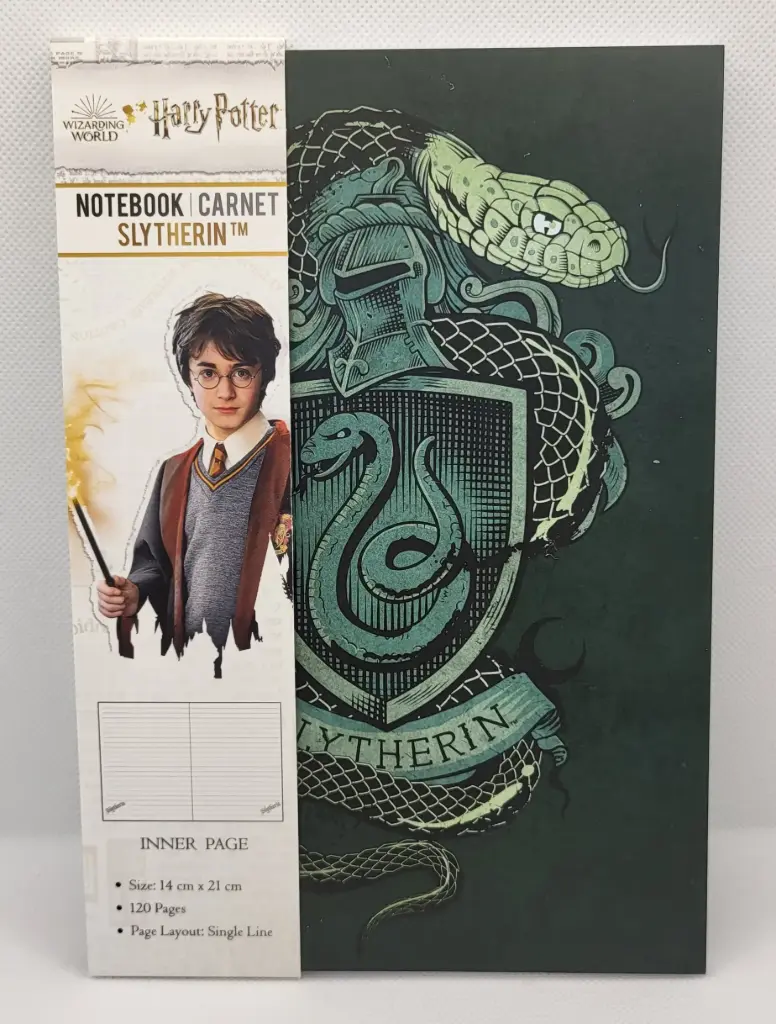 WIZARDING
WORLD
Harry Potter
NOTEBOOK | CARNET
SLYTHERIN™
LYTHERIN
INNER PAGE
• Size: 14 cm x 21 cm
• 120 Pages
• Page Layout: Single Line